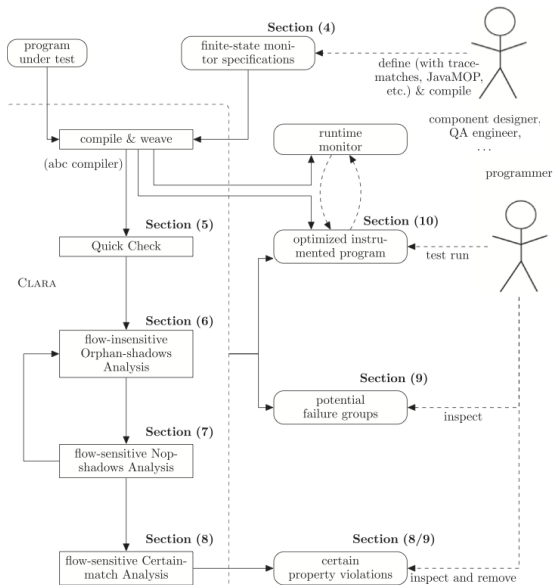 Section (4)
program
under test
finite-state moni-
tor specifications
define (with trace-
matches, JavaMOP,
etc.) & compile
component designer,
QA engineer,
...
compile & weave
(abc compiler)
runtime
monitor
programmer
Section (5)
Section (10)
Quick Check
optimized instru-
mented program
test run
CLARA
Section (6)
flow-insensitive
Orphan-shadows
Analysis
Section (9)
potential
failure groups
inspect
Section (7)
flow-sensitive Nop-
shadows Analysis
Section (8)
Section (8/9)
flow-sensitive Certain-
match Analysis
certain
property violations
inspect and remove